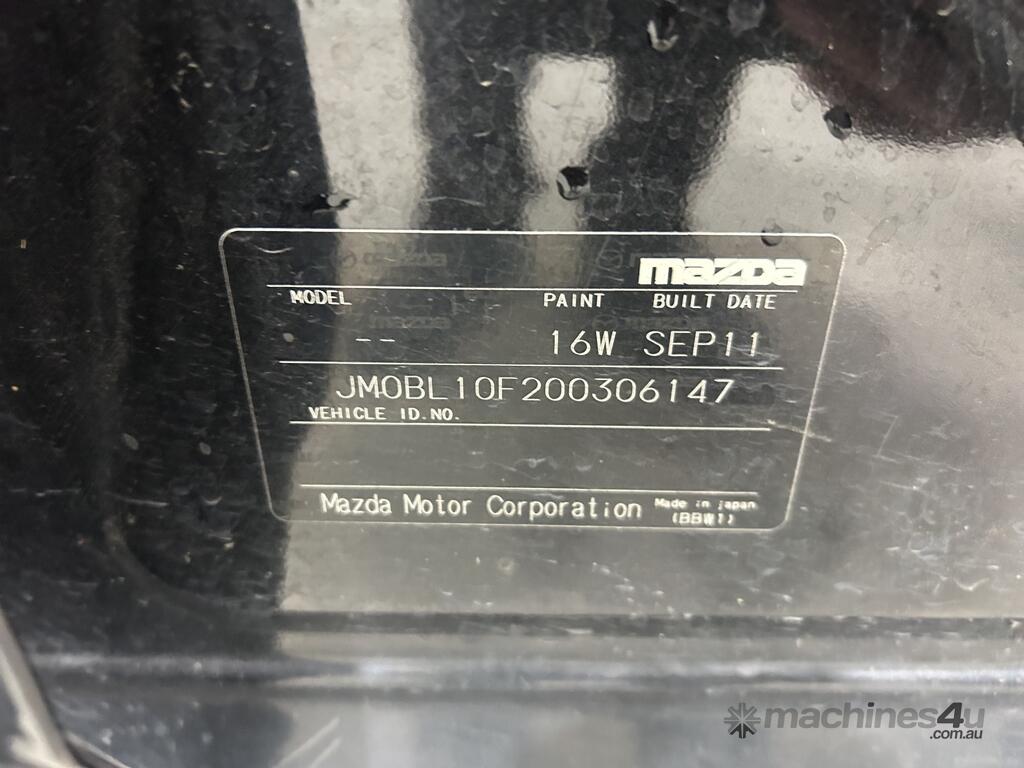 mazda
MODEL PAINT BUILT DATE
-- 16W SEP11
JM0BL10F200306147
VEHICLE ID.NO.
Mazda Motor Corporation Made in japan
(BBW1)
machines4u
.com.au